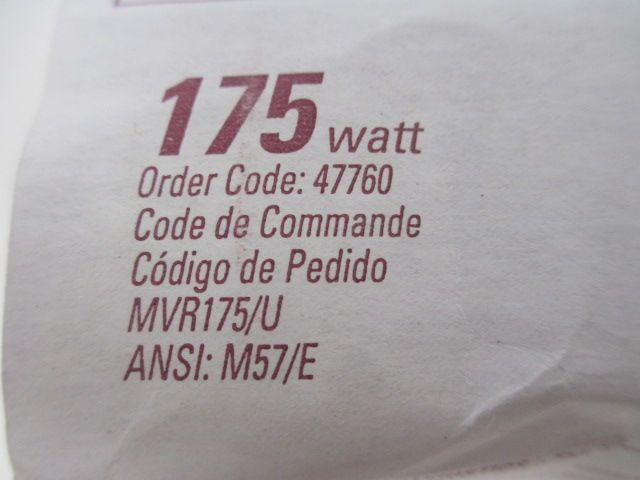 175 watt
Order Code: 47760
Code de Commande
Código de Pedido
MVR175/U
ANSI: M57/E